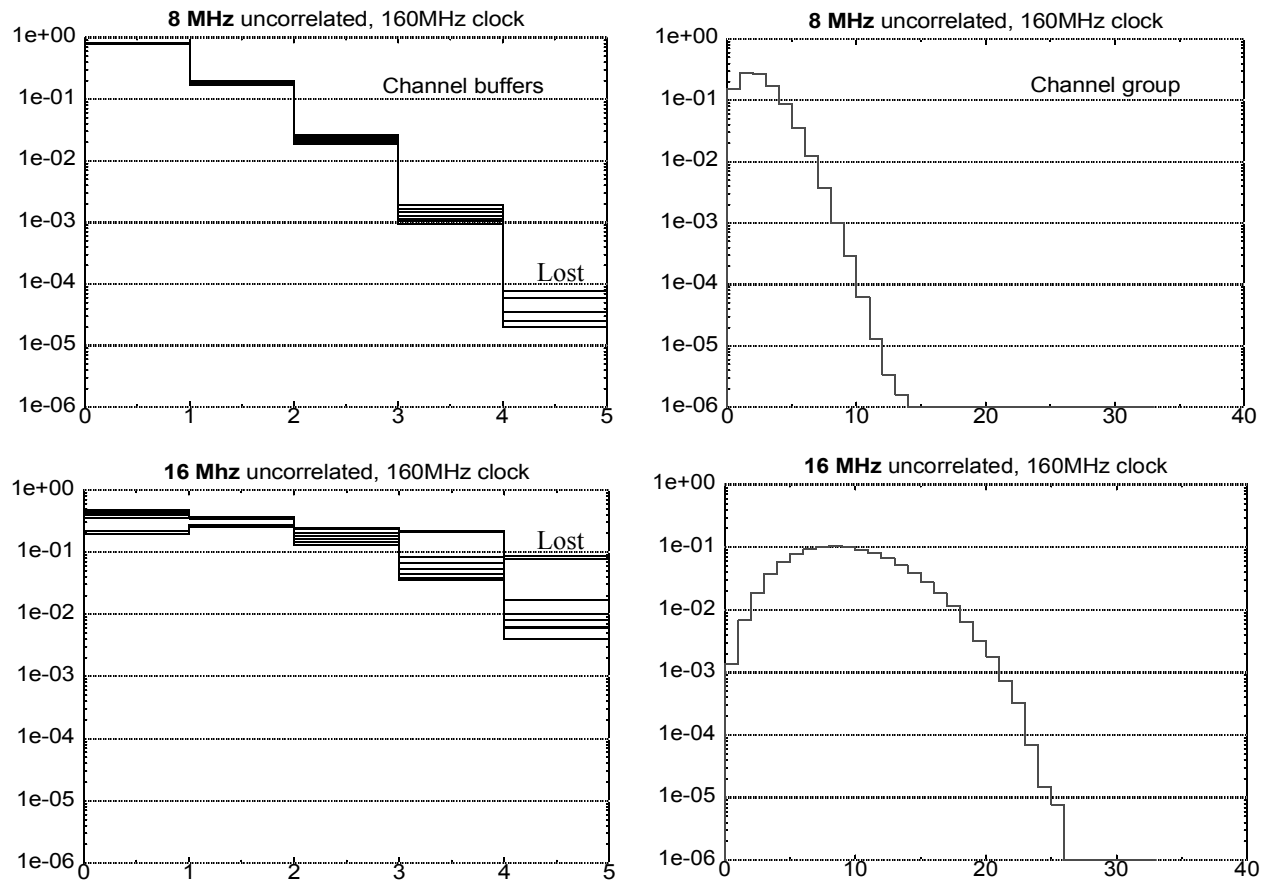 8 MHz uncorrelated, 160MHz clock
1e+00
Channel buffers
1e-01
1e-02
1e-03
Lost
1e-04
1e-05
1e-06
0 1 2 3 4 5
8 MHz uncorrelated, 160MHz clock
1e+00
Channel group
1e-01
1e-02
1e-03
1e-04
1e-05
1e-06
0 10 20 30 40
16 Mhz uncorrelated, 160MHz clock
1e+00
Lost
1e-01
1e-02
1e-03
1e-04
1e-05
1e-06
0 1 2 3 4 5
16 MHz uncorrelated, 160MHz clock
1e+00
1e-01
1e-02
1e-03
1e-04
1e-05
1e-06
0 10 20 30 40